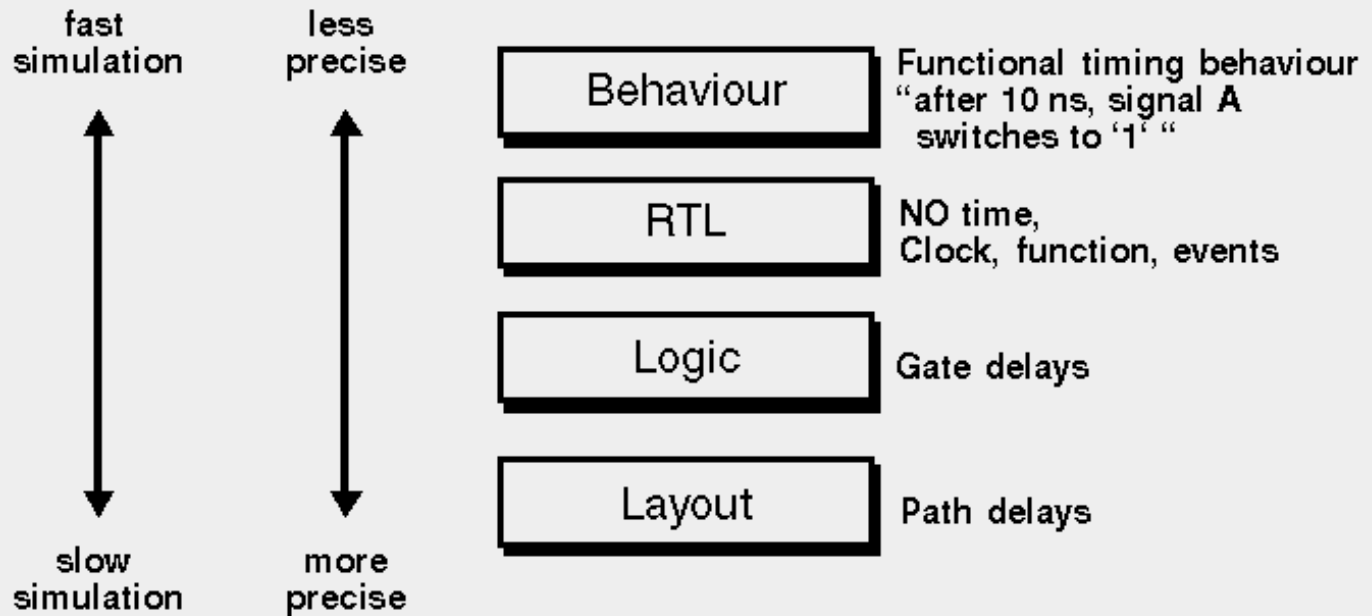 fast
simulation
less
precise
Behaviour
Functional timing behaviour
“after 10 ns, signal A
switches to ‘1‘ “
RTL
NO time,
Clock, function, events
Logic
Gate delays
Layout
Path delays
slow
simulation
more
precise